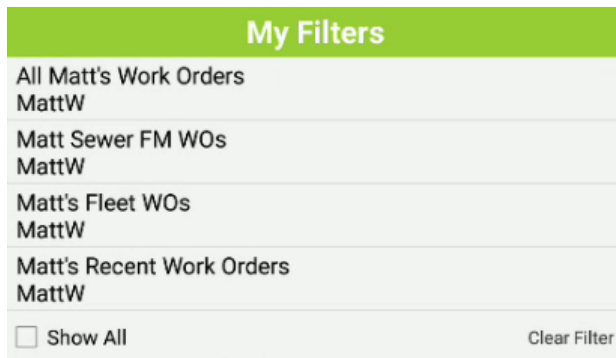 My Filters
All Matt's Work Orders
MattW
Matt Sewer FM WOs
MattW
Matt's Fleet WOs
MattW
Matt's Recent Work Orders
MattW
Show All Clear Filter